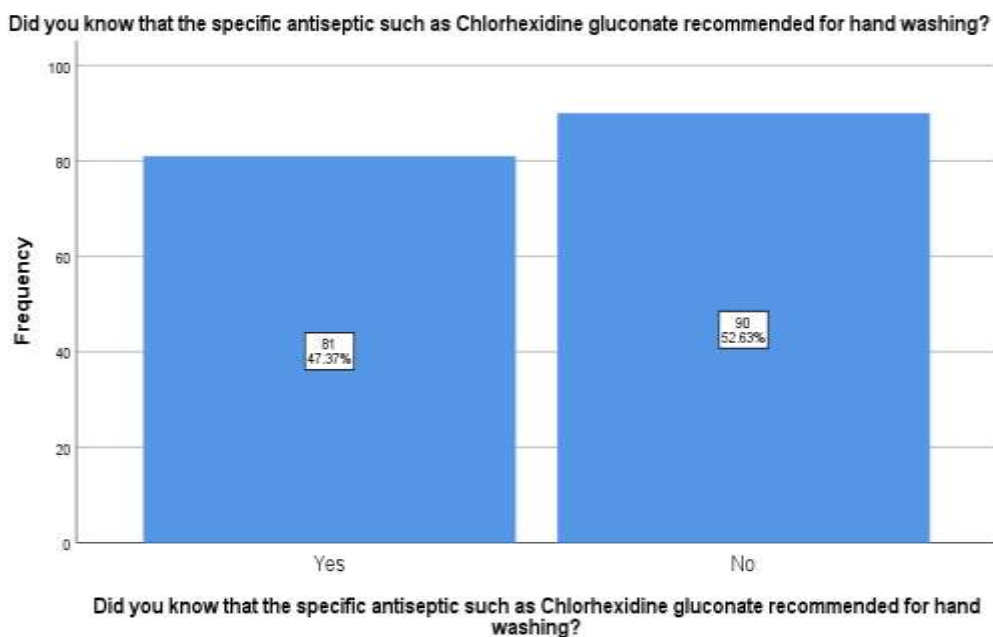 Did you know that the specific antiseptic such as Chlorhexidine gluconate recommended for hand washing?
100
80
60
40
20
0
Frequency
81
47.37%
90
52.63%
Yes
No
Did you know that the specific antiseptic such as Chlorhexidine gluconate recommended for hand
washing?